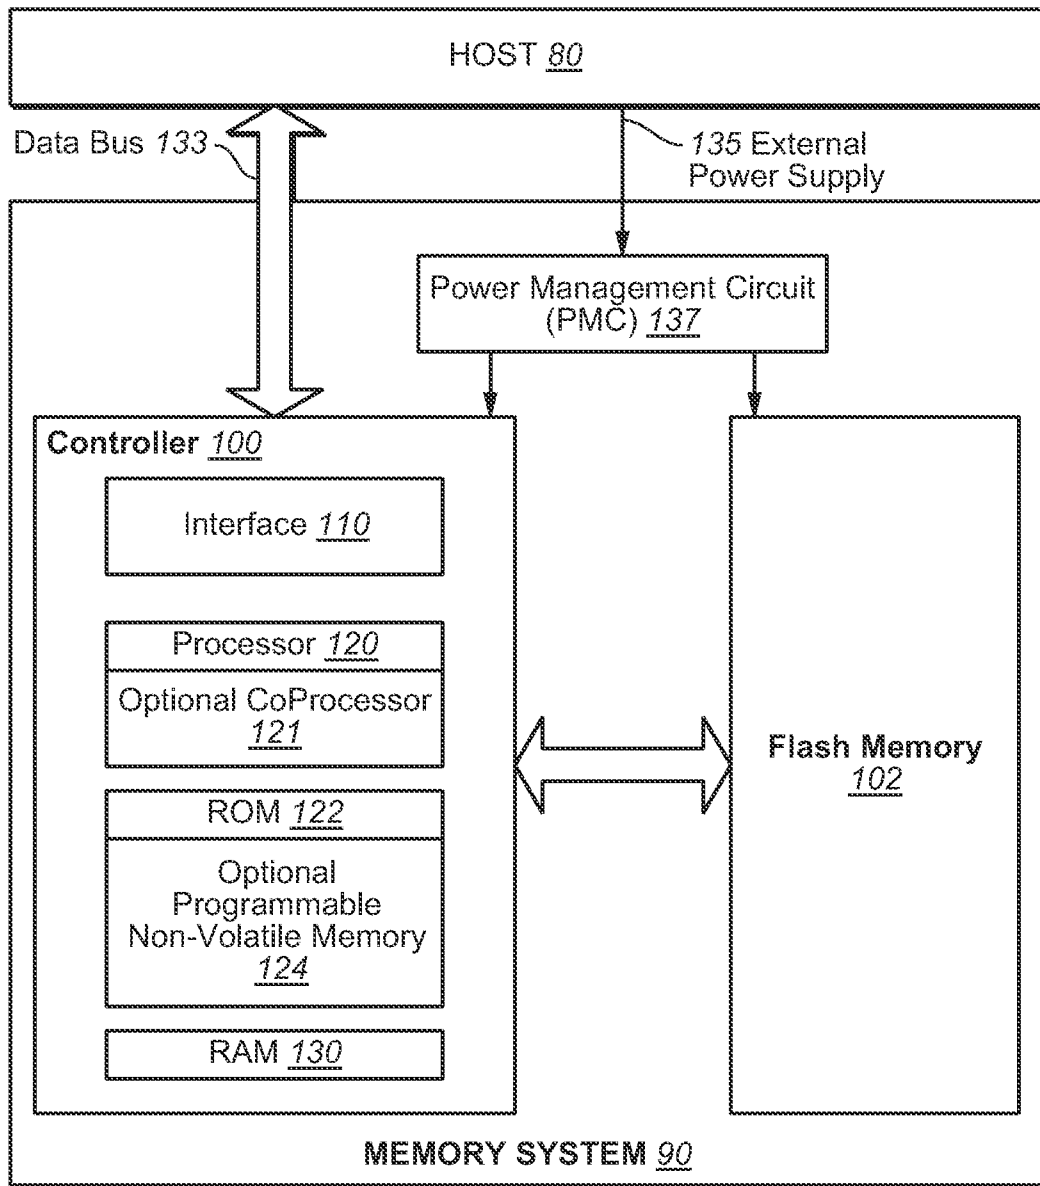 HOST 80
Data Bus 133
135 External
Power Supply
Power Management Circuit
(PMC) 137
Controller 100
Interface 110
Processor 120
Optional CoProcessor
121
ROM 122
Optional
Programmable
Non-Volatile Memory
124
RAM 130
Flash Memory
102
MEMORY SYSTEM 90